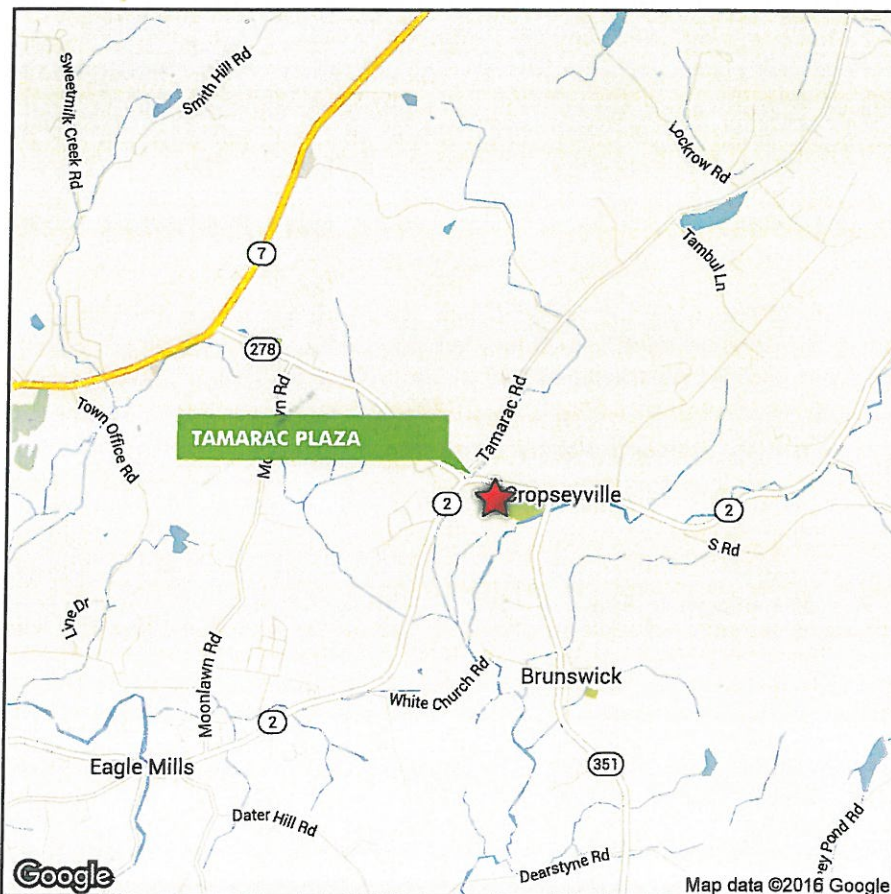 Smith Hill Rd
Sweetmilk Creek Rd
Lockrow Rd
Tambul Ln
7
278
Town Office Rd
Tamarac Rd
TAMARAC PLAZA
Cropseyville
2
2
S Rd
Moonlawn Rd
White Church Rd
Brunswick
2
Eagle Mills
351
Dater Hill Rd
Dearstyne Rd
Pond Rd
Google
Map data ©2016 Google